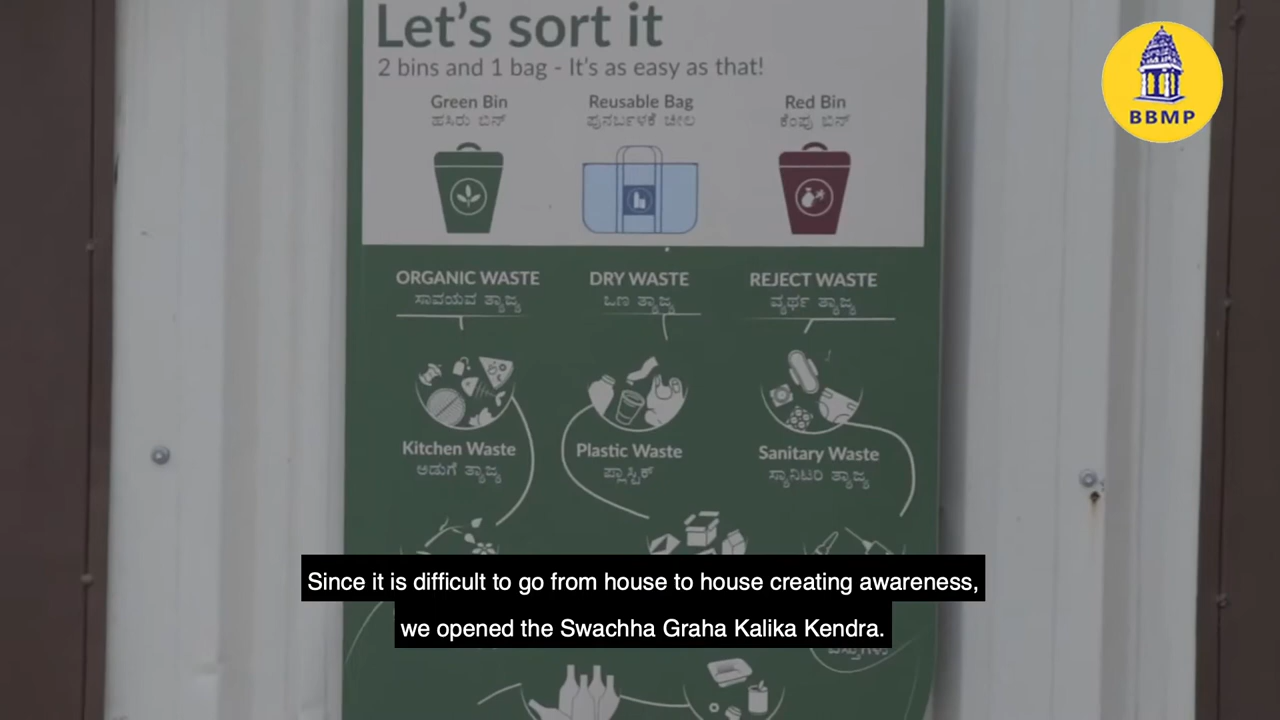 Let's sort it
2 bins and 1 bag - It's as easy as that!
Green Bin
ಹಸಿರು ಬಿನ್
Reusable Bag
ಪುನರ್ಬಳಕೆ ಚೀಲ
Red Bin
ಕೆಂಪು ಬಿನ್
BBMP
ORGANIC WASTE
ಸಾವಯವ ತ್ಯಾಜ್ಯ
DRY WASTE
ಒಣ ತ್ಯಾಜ್ಯ
REJECT WASTE
ವ್ಯರ್ಥ ತ್ಯಾಜ್ಯ
Kitchen Waste
ಅಡುಗೆ ತ್ಯಾಜ್ಯ
Plastic Waste
ಪ್ಲಾಸ್ಟಿಕ್
Sanitary Waste
ಸ್ಯಾನಿಟರಿ ತ್ಯಾಜ್ಯ
Since it is difficult to go from house to house creating awareness,
we opened the Swachha Graha Kalika Kendra.